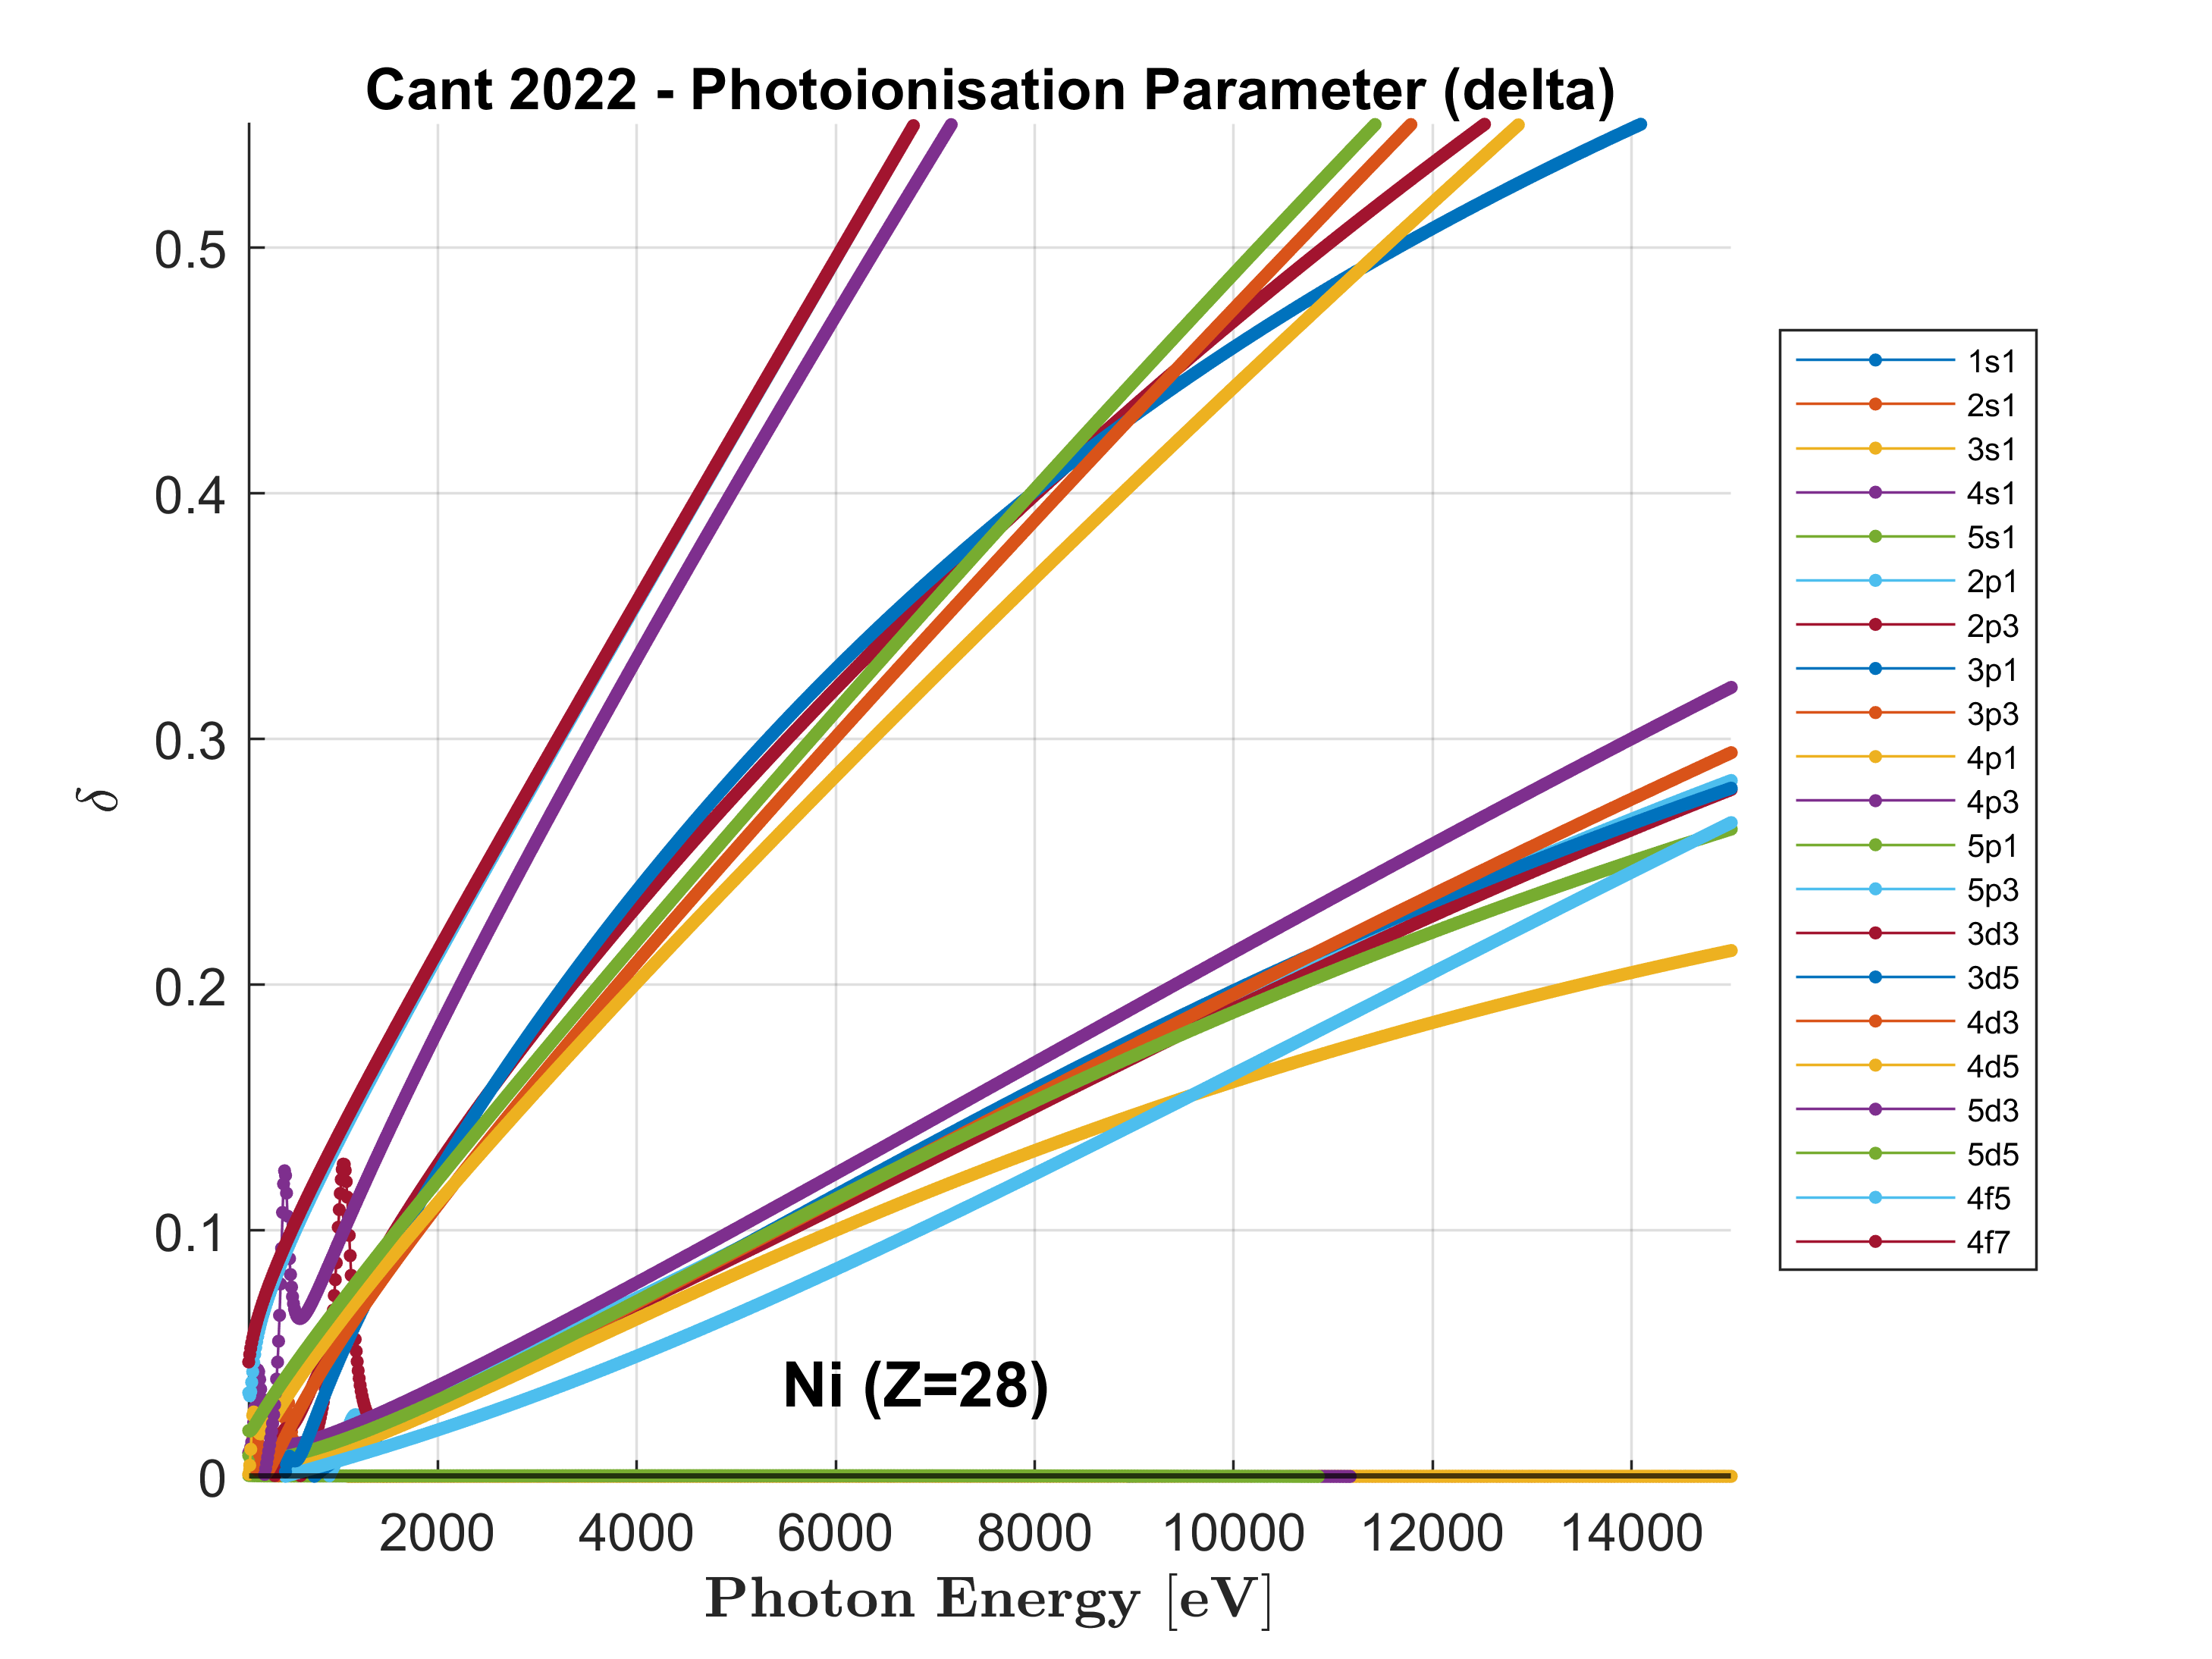 Cant 2022 - Photoionisation Parameter (delta)
0.5
0.4
0.3
0.2
0.1
0
δ
2000 4000 6000 8000 10000 12000 14000
Photon Energy [eV]
Ni (Z=28)
1s1
2s1
3s1
4s1
5s1
2p1
2p3
3p1
3p3
4p1
4p3
5p1
5p3
3d3
3d5
4d3
4d5
5d3
5d5
4f5
4f7